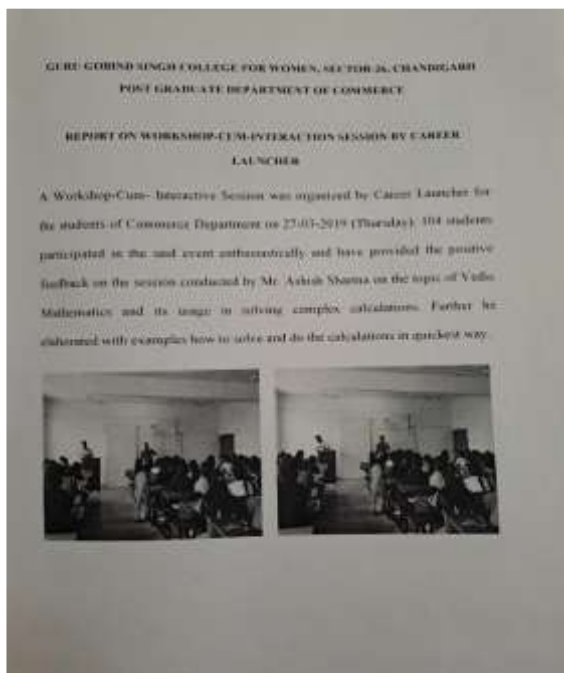 GURU GOBIND SINGH COLLEGE FOR WOMEN, SECTOR-26, CHANDIGARH
POST GRADUATE DEPARTMENT OF COMMERCE
REPORT ON WORKSHOP-CUM-INTERACTION SESSION BY CAREER
LAUNCHER
A Workshop-Cum- Interactive Session was organized by Career Launcher for
the students of Commerce Department on 27-03-2019 (Thursday). 104 students
participated in the said event enthusiastically and have provided the positive
feedback on the session conducted by Mr. Ashish Sharma on the topic of Vedic
Mathematics and its usage in solving complex calculations. Further he
elaborated with examples how to solve and do the calculations in quickest way.